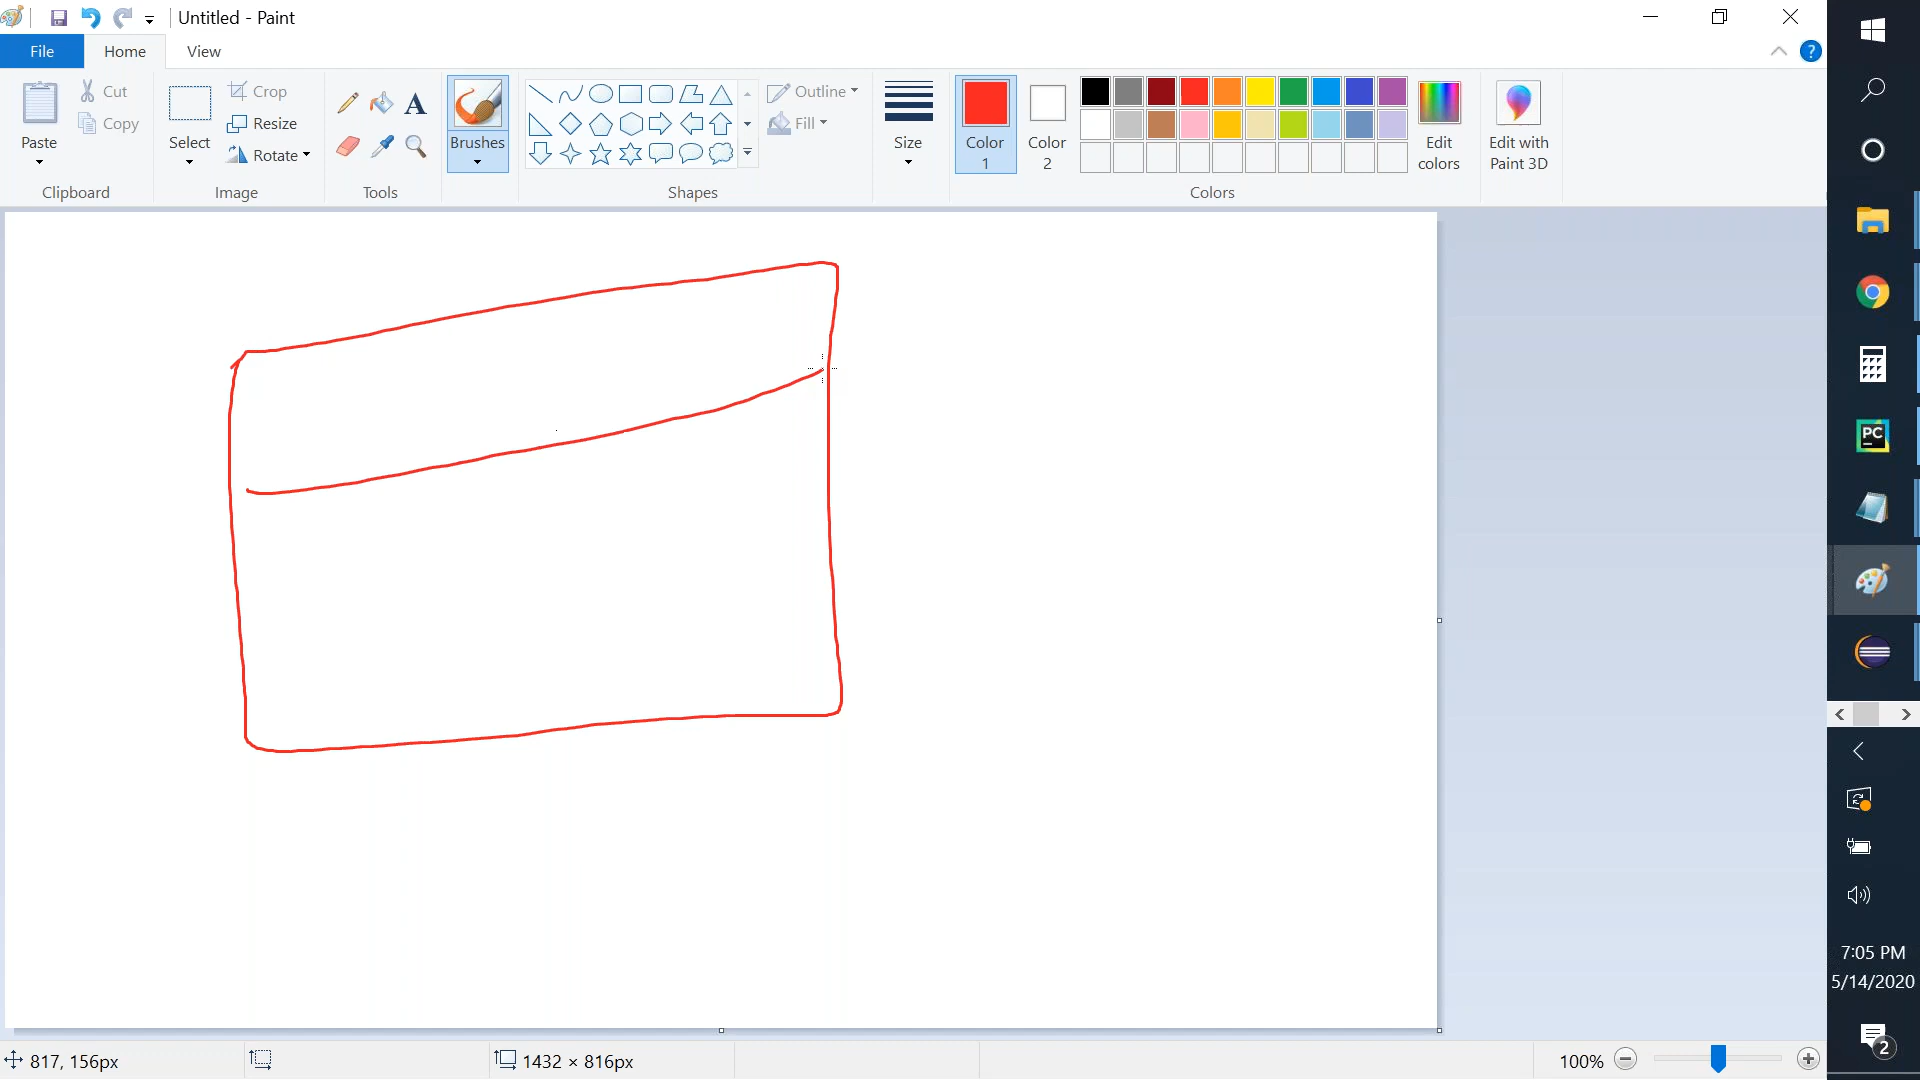 Untitled - Paint
File Home View
Paste Cut Copy
Select Crop Resize Rotate
Brushes
Outline Fill
Size
Color 1
Color 2
Edit colors
Edit with Paint 3D
Clipboard Image Tools Shapes Colors
PC
7:05 PM
5/14/2020
2
817, 156px 1432 × 816px 100%